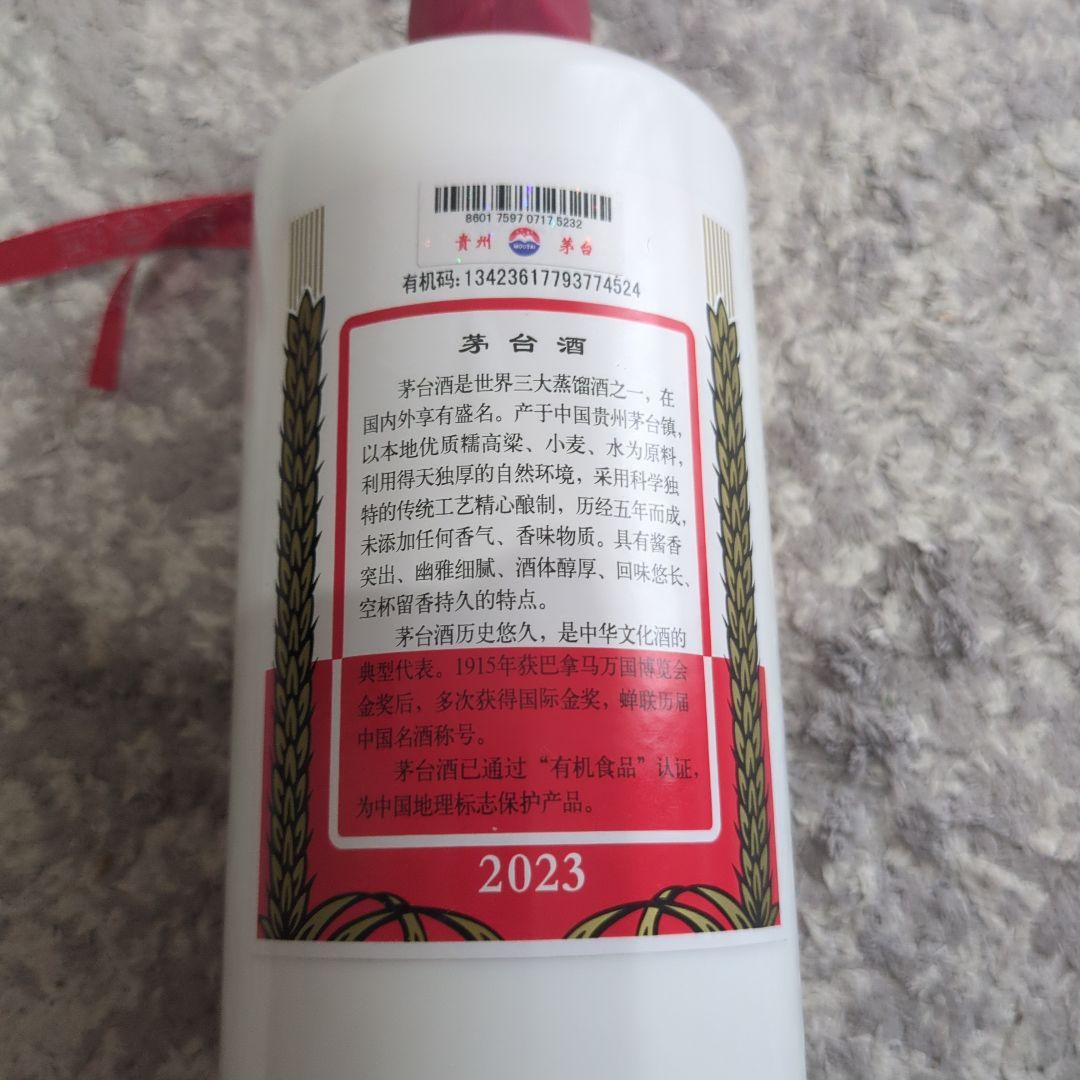 8601 7597 0717 5232
贵州 MOUTAI 茅台
有机码:13423617793774524
茅台酒
茅台酒是世界三大蒸馏酒之一，在
国内外享有盛名。产于中国贵州茅台镇，
以本地优质糯高粱、小麦、水为原料，
利用得天独厚的自然环境，采用科学独
特的传统工艺精心酿制，历经五年而成，
未添加任何香气、香味物质。具有酱香
突出、幽雅细腻、酒体醇厚、回味悠长、
空杯留香持久的特点。
茅台酒历史悠久，是中华文化酒的
典型代表。1915年获巴拿马万国博览会
金奖后，多次获得国际金奖，蝉联历届
中国名酒称号。
茅台酒已通过“有机食品”认证，
为中国地理标志保护产品。
2023